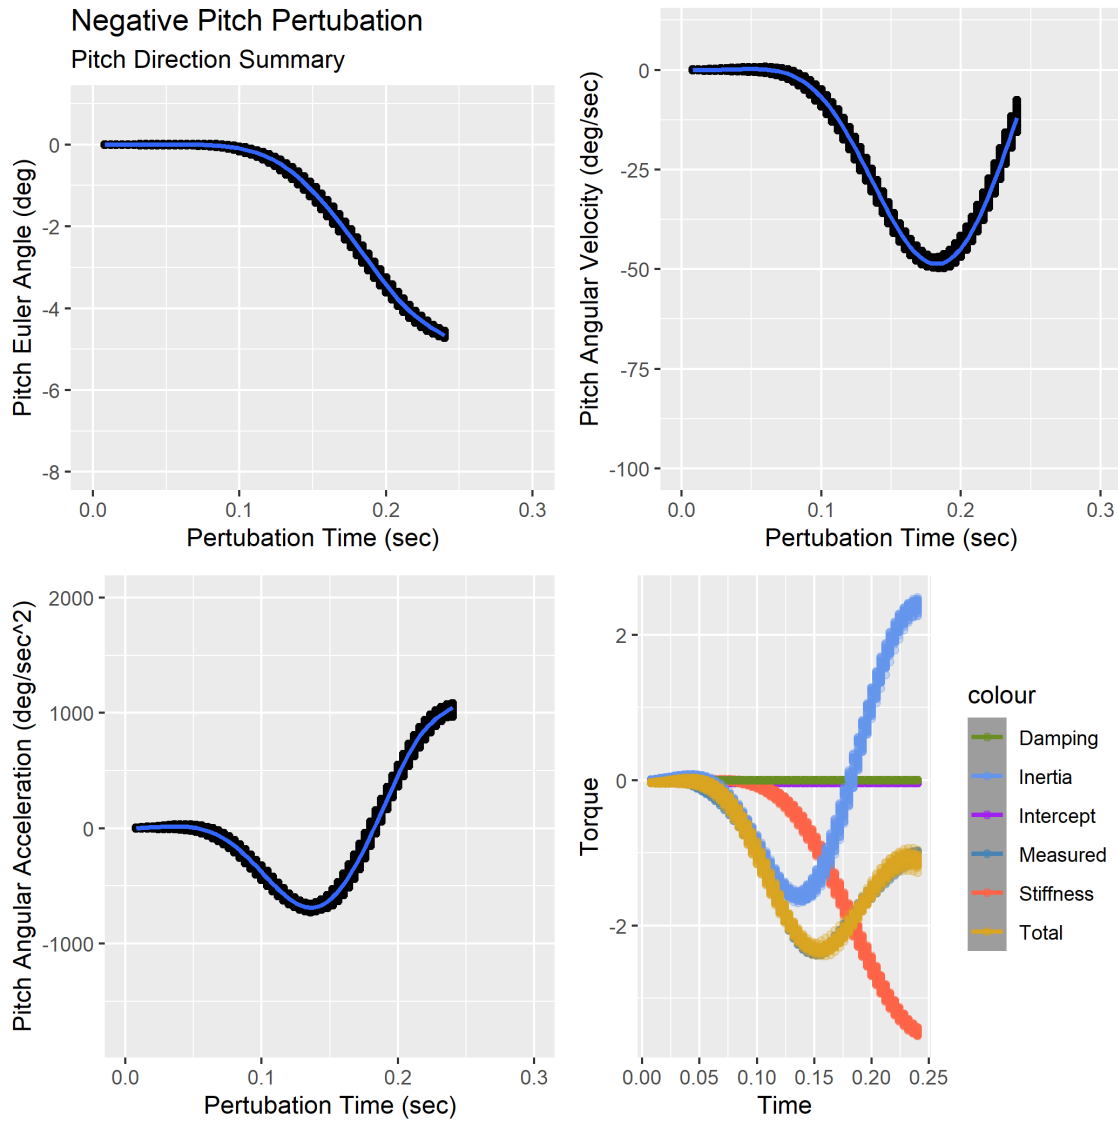 Negative Pitch Pertubation
Pitch Direction Summary
Pitch Euler Angle (deg)
0
-2
-4
-6
-8
0.0
0.1
0.2
0.3
Pertubation Time (sec)
Pitch Angular Velocity (deg/sec)
0
-25
-50
-75
-100
0.0
0.1
0.2
0.3
Pertubation Time (sec)
Pitch Angular Acceleration (deg/sec^2)
2000
1000
0
-1000
0.0
0.1
0.2
0.3
Pertubation Time (sec)
Torque
2
0
-2
0.00
0.05
0.10
0.15
0.20
0.25
Time
colour
Damping
Inertia
Intercept
Measured
Stiffness
Total